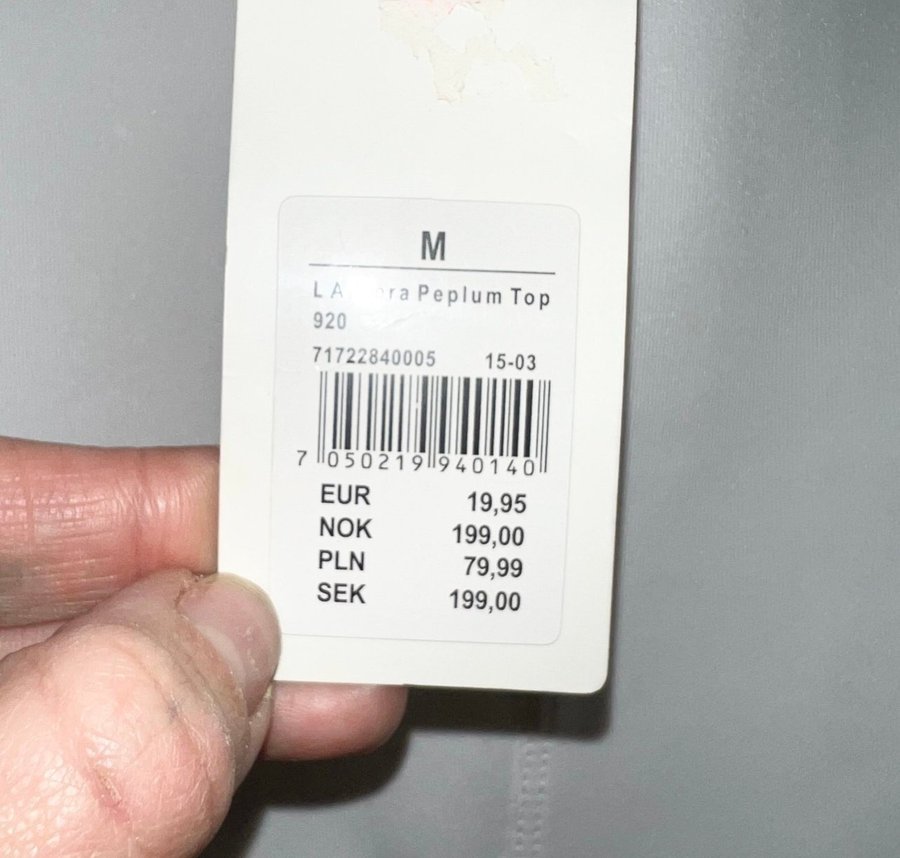 M
L Peplum Top
920
71722840005 15-03
7 050219 940140
EUR 19,95
NOK 199,00
PLN 79,99
SEK 199,00